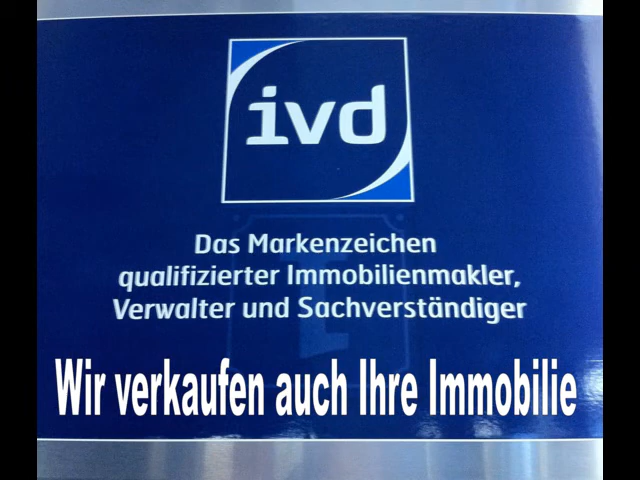 ivd
Das Markenzeichen
qualifizierter Immobilienmakler,
Verwalter und Sachverständiger
Wir verkaufen auch Ihre Immobilie